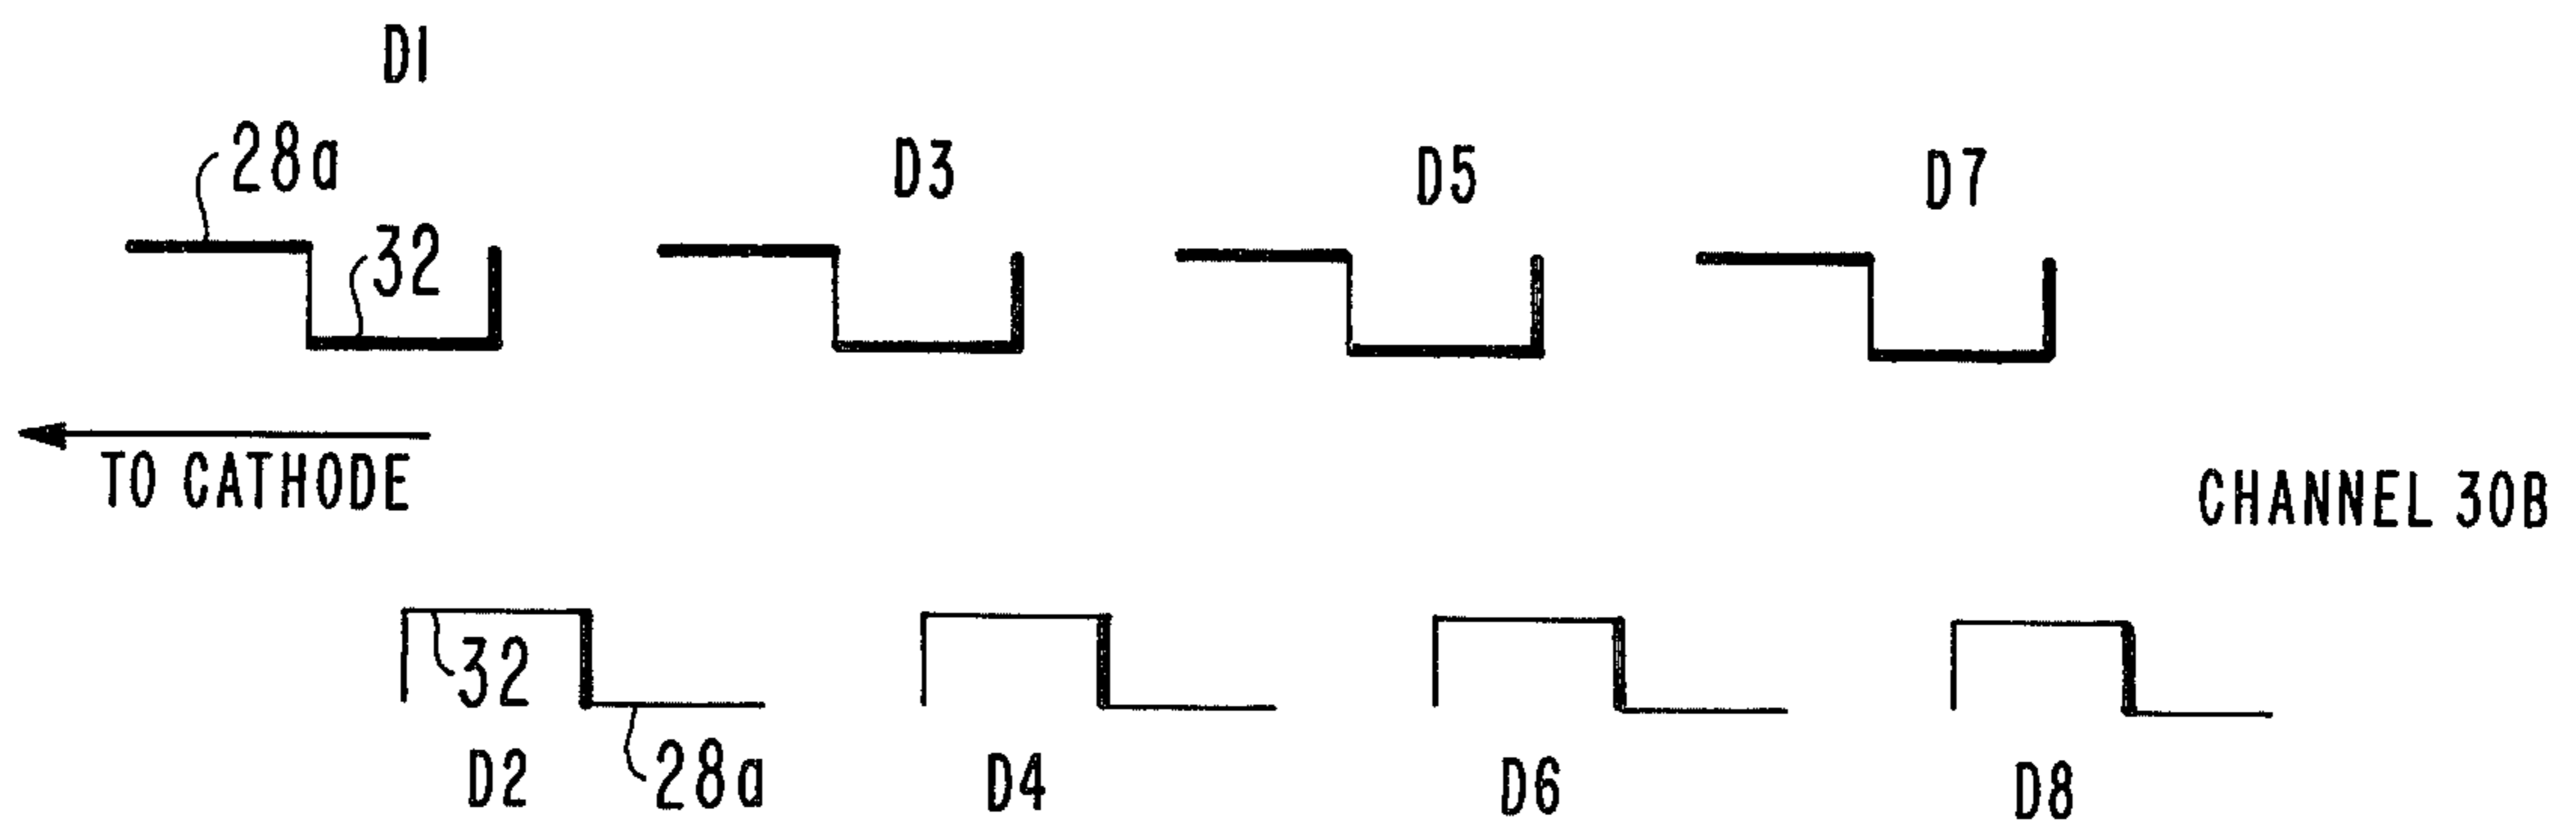 D1
28a
D3
D5
D7
32
TO CATHODE
CHANNEL 30B
32
28a
D2
D4
D6
D8